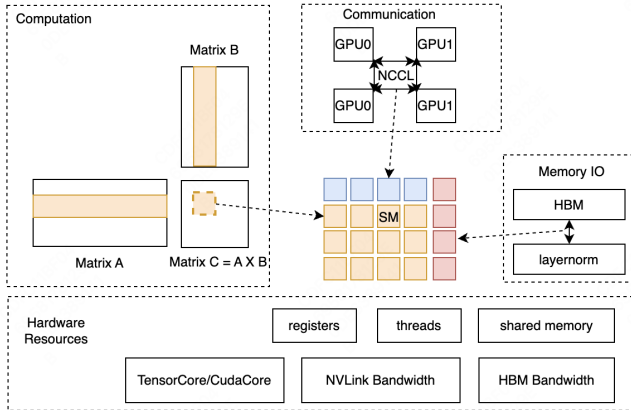 Computation
Matrix B
Matrix A
Matrix C = A X B
Communication
GPU0
GPU1
NCCL
GPU0
GPU1
SM
Memory IO
HBM
layernorm
Hardware
Resources
registers
threads
shared memory
TensorCore/CudaCore
NVLink Bandwidth
HBM Bandwidth